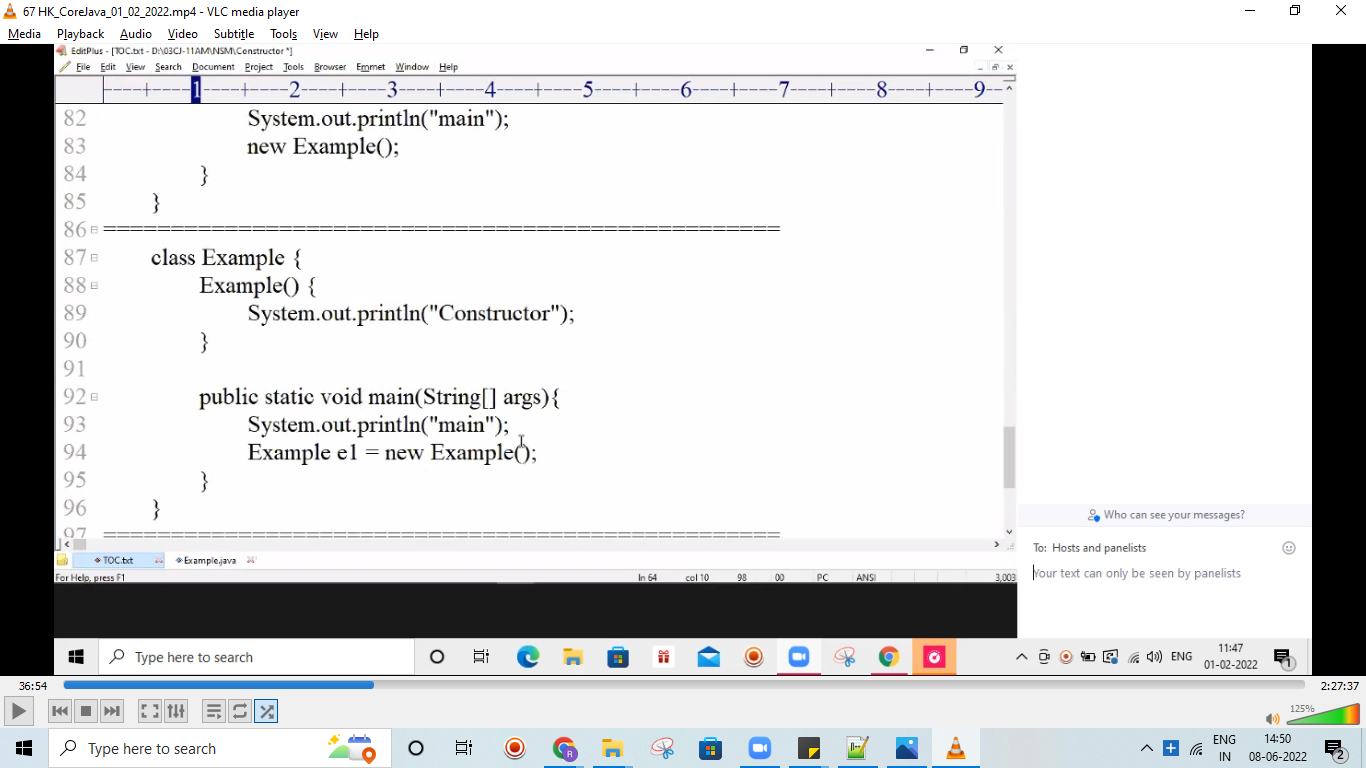 67 HK_CoreJava_01_02_2022.mp4 - VLC media player
Media Playback Audio Video Subtitle Tools View Help
EditPlus - [TOC.txt - D:\03CJ-11AM\NSM\Constructor *]
File Edit View Search Document Project Tools Browser Emmet Window Help
----+----1----+----2----+----3----+----4----+----5----+----6----+----7----+----8----+----9--
82 System.out.println("main");
83 new Example();
84 }
85 }
86 ==================================================
87 class Example {
88 Example() {
89 System.out.println("Constructor");
90 }
91
92 public static void main(String[] args){
93 System.out.println("main");
94 Example e1 = new Example();
95 }
96 }
97 ==================================================
TOC.txt Example.java
For Help, press F1 ln 64 col 10 98 00 PC ANSI 3,003
Who can see your messages?
To: Hosts and panelists
Your text can only be seen by panelists
Type here to search ENG 11:47
01-02-2022 1
36:54 2:27:37
125%
Type here to search ENG 14:50
IN 08-06-2022 2